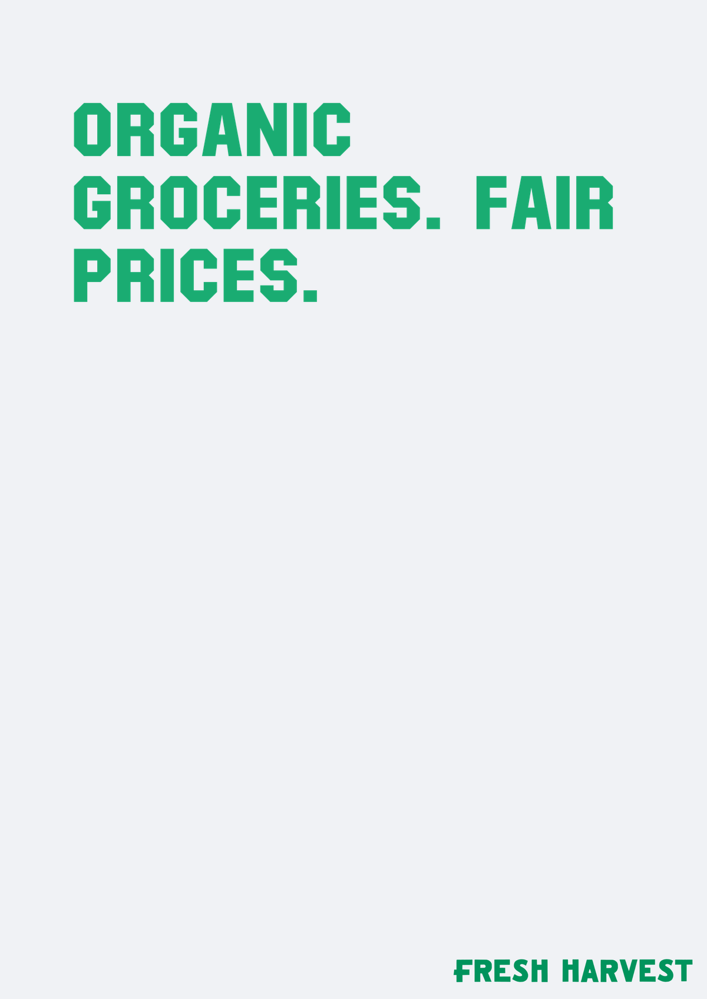 ORGANIC
GROCERIES. FAIR
PRICES.
FRESH HARVEST